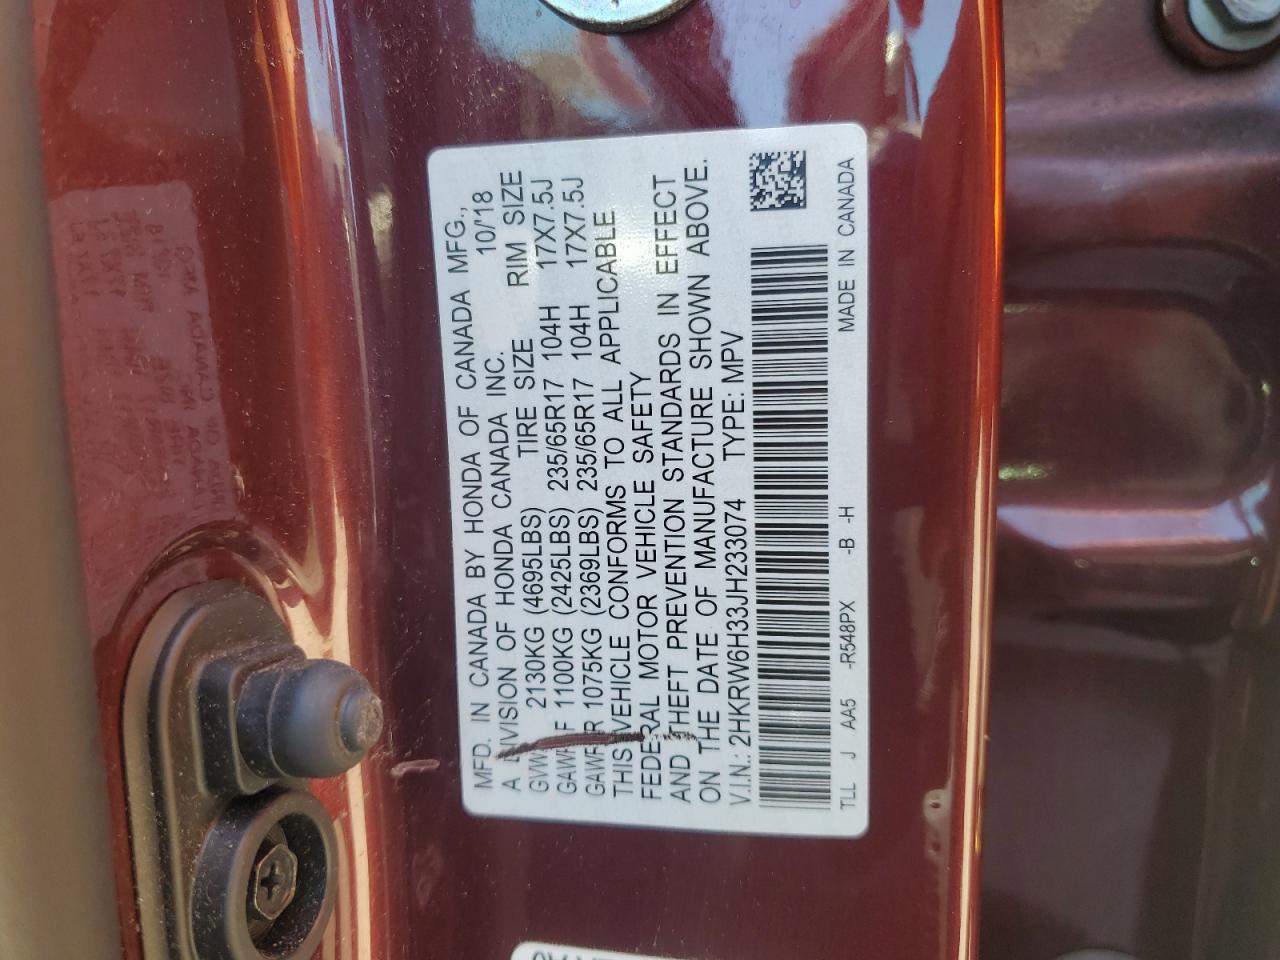 MFD. IN CANADA BY HONDA OF CANADA MFG.,
A DIVISION OF HONDA CANADA INC. 10/'18
GVWR 2130KG (4695LBS) TIRE SIZE RIM SIZE
GAWR F 1100KG (2425LBS) 235/65R17 104H 17X7.5J
GAWR R 1075KG (2369LBS) 235/65R17 104H 17X7.5J
THIS VEHICLE CONFORMS TO ALL APPLICABLE
FEDERAL MOTOR VEHICLE SAFETY
AND THEFT PREVENTION STANDARDS IN EFFECT
ON THE DATE OF MANUFACTURE SHOWN ABOVE.
V.I.N.: 2HKRW6H33JH233074 TYPE: MPV
TLL J AA5 -R548PX -B -H MADE IN CANADA